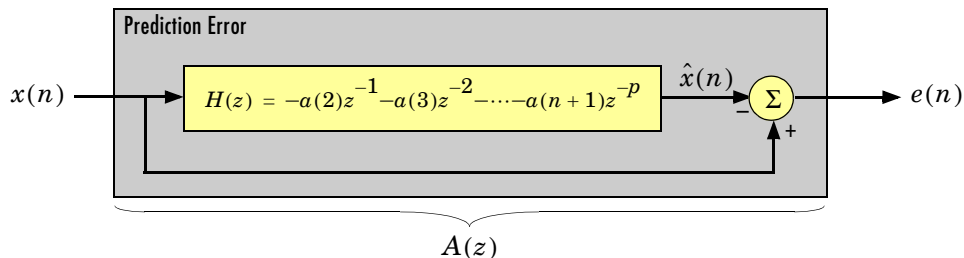 Prediction Error
x(n)
H(z) = −a(2)z^{−1}−a(3)z^{−2}−⋯−a(n+1)z^{−p}
x̂(n)
Σ
−
+
e(n)
A(z)